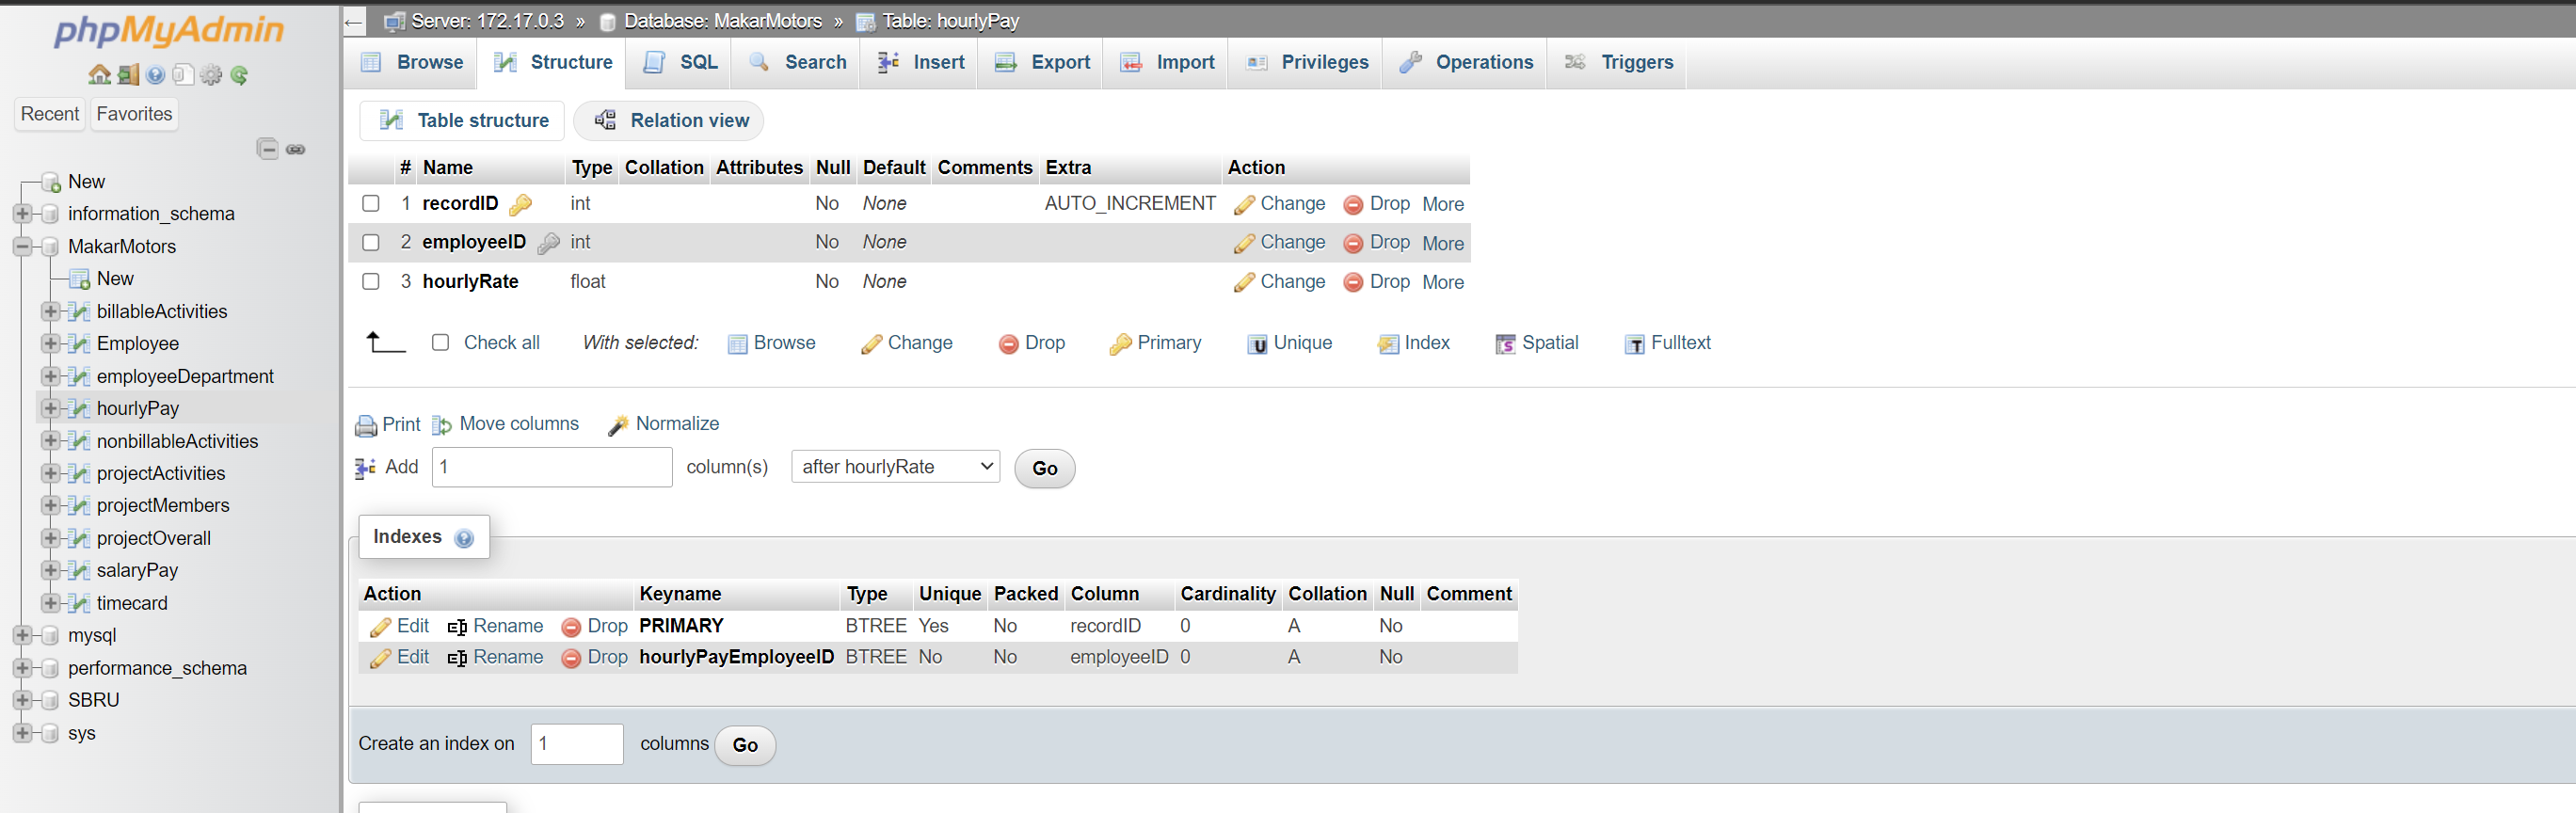 phpMyAdmin
Recent Favorites
New
information_schema
MakarMotors
New
billableActivities
Employee
employeeDepartment
hourlyPay
nonbillableActivities
projectActivities
projectMembers
projectOverall
salaryPay
timecard
mysql
performance_schema
SBRU
sys
Server: 172.17.0.3 » Database: MakarMotors » Table: hourlyPay
Browse Structure SQL Search Insert Export Import Privileges Operations Triggers
Table structure Relation view
# Name Type Collation Attributes Null Default Comments Extra Action
1 recordID int No None AUTO_INCREMENT Change Drop More
2 employeeID int No None Change Drop More
3 hourlyRate float No None Change Drop More
Check all With selected: Browse Change Drop Primary Unique Index Spatial Fulltext
Print Move columns Normalize
Add 1 column(s) after hourlyRate Go
Indexes
Action Keyname Type Unique Packed Column Cardinality Collation Null Comment
Edit Rename Drop PRIMARY BTREE Yes No recordID 0 A No
Edit Rename Drop hourlyPayEmployeeID BTREE No No employeeID 0 A No
Create an index on 1 columns Go